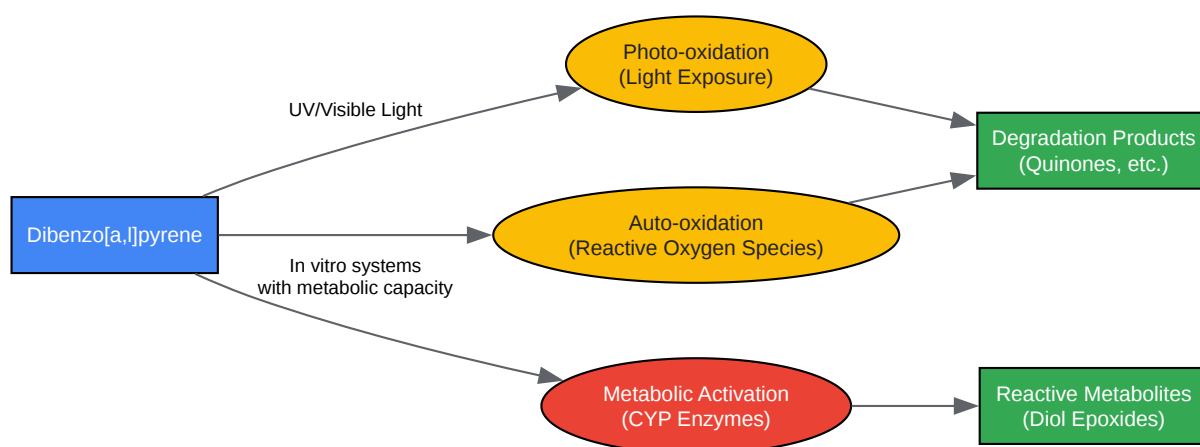 Photo-oxidation
(Light Exposure)
UV/Visible Light
Degradation Products
(Quinones, etc.)
Dibenzo[a,l]pyrene
Auto-oxidation
(Reactive Oxygen Species)
In vitro systems
with metabolic capacity
Metabolic Activation
(CYP Enzymes)
Reactive Metabolites
(Diol Epoxides)